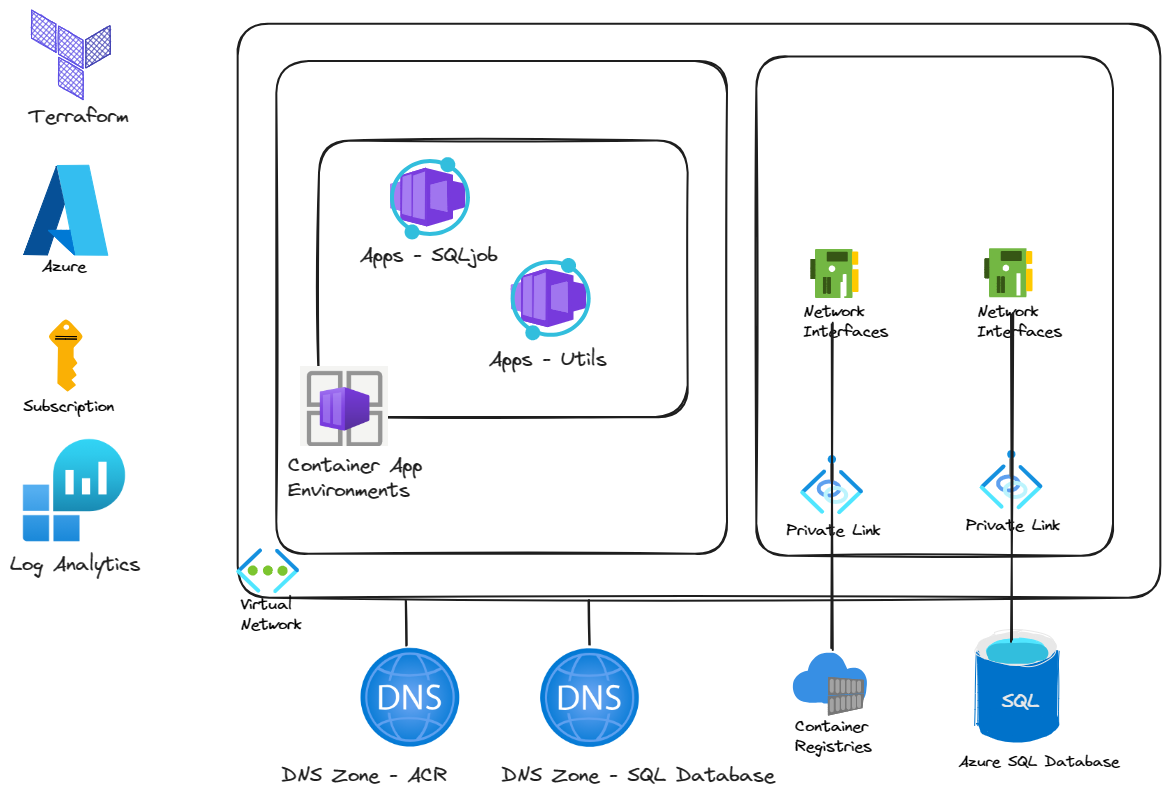 Terraform
Azure
Subscription
Log Analytics
Apps - SQLjob
Apps - Utils
Container App
Environments
Virtual
Network
Network
Interfaces
Network
Interfaces
Private Link
Private Link
DNS
DNS
DNS Zone - ACR
DNS Zone - SQL Database
Container
Registries
SQL
Azure SQL Database